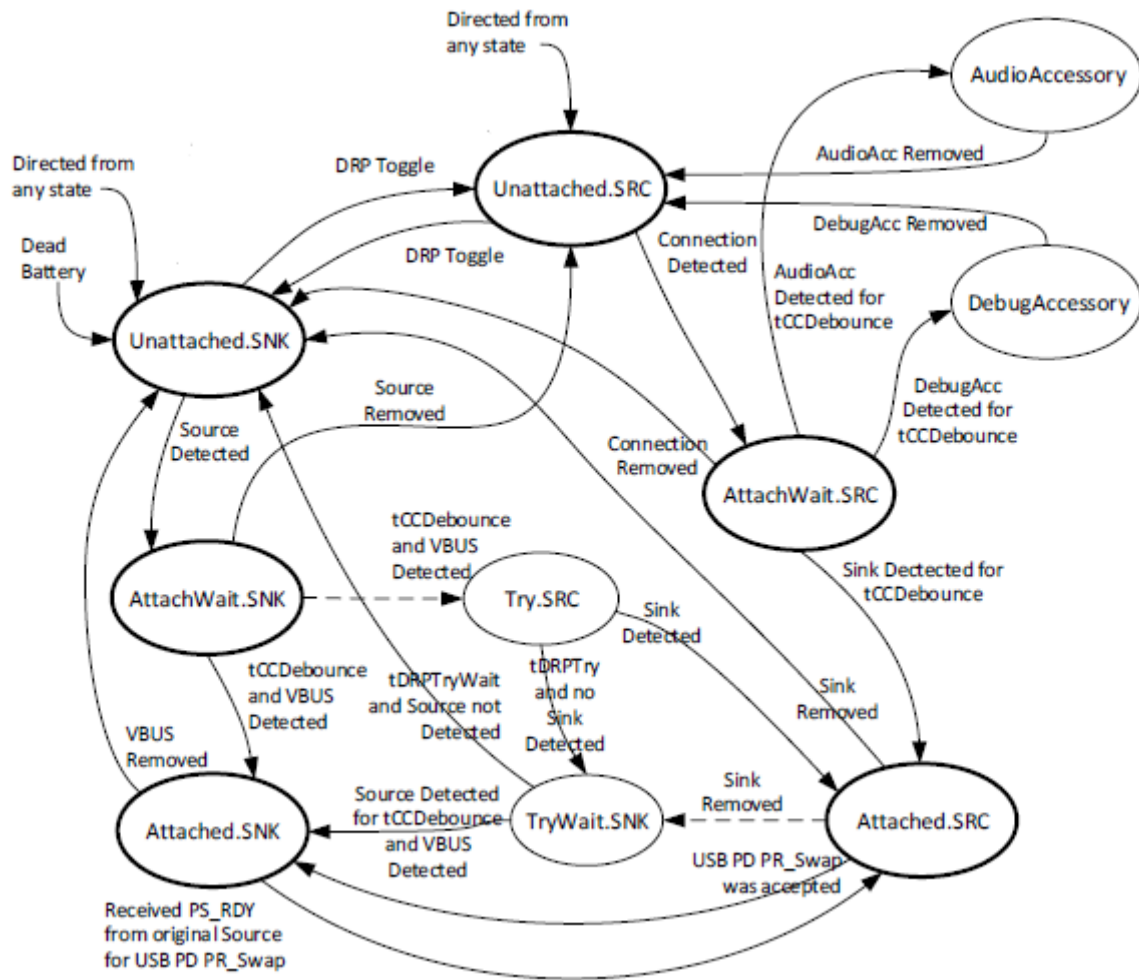 Directed from
any state
AudioAccessory
AudioAcc Removed
Directed from
any state
DRP Toggle
Unattached.SRC
DebugAcc Removed
Connection
Detected
DRP Toggle
Dead
Battery
AudioAcc
Detected for
tCCDebounce
DebugAccessory
Unattached.SNK
Source
Removed
DebugAcc
Detected for
tCCDebounce
Source
Detected
Connection
Removed
AttachWait.SRC
tCCDebounce
and VBUS
Detected
Sink Dectected for
tCCDebounce
AttachWait.SNK
Try.SRC
Sink
Detected
tCCDebounce
and VBUS
Detected
tDRPTryWait
and Source not
Detected
tDRPTry
and no
Sink
Detected
Sink
Removed
VBUS
Removed
Sink
Removed
Source Detected
for tCCDebounce
and VBUS
Detected
Attached.SNK
TryWait.SNK
Attached.SRC
USB PD PR_Swap
was accepted
Received PS_RDY
from original Source
for USB PD PR_Swap